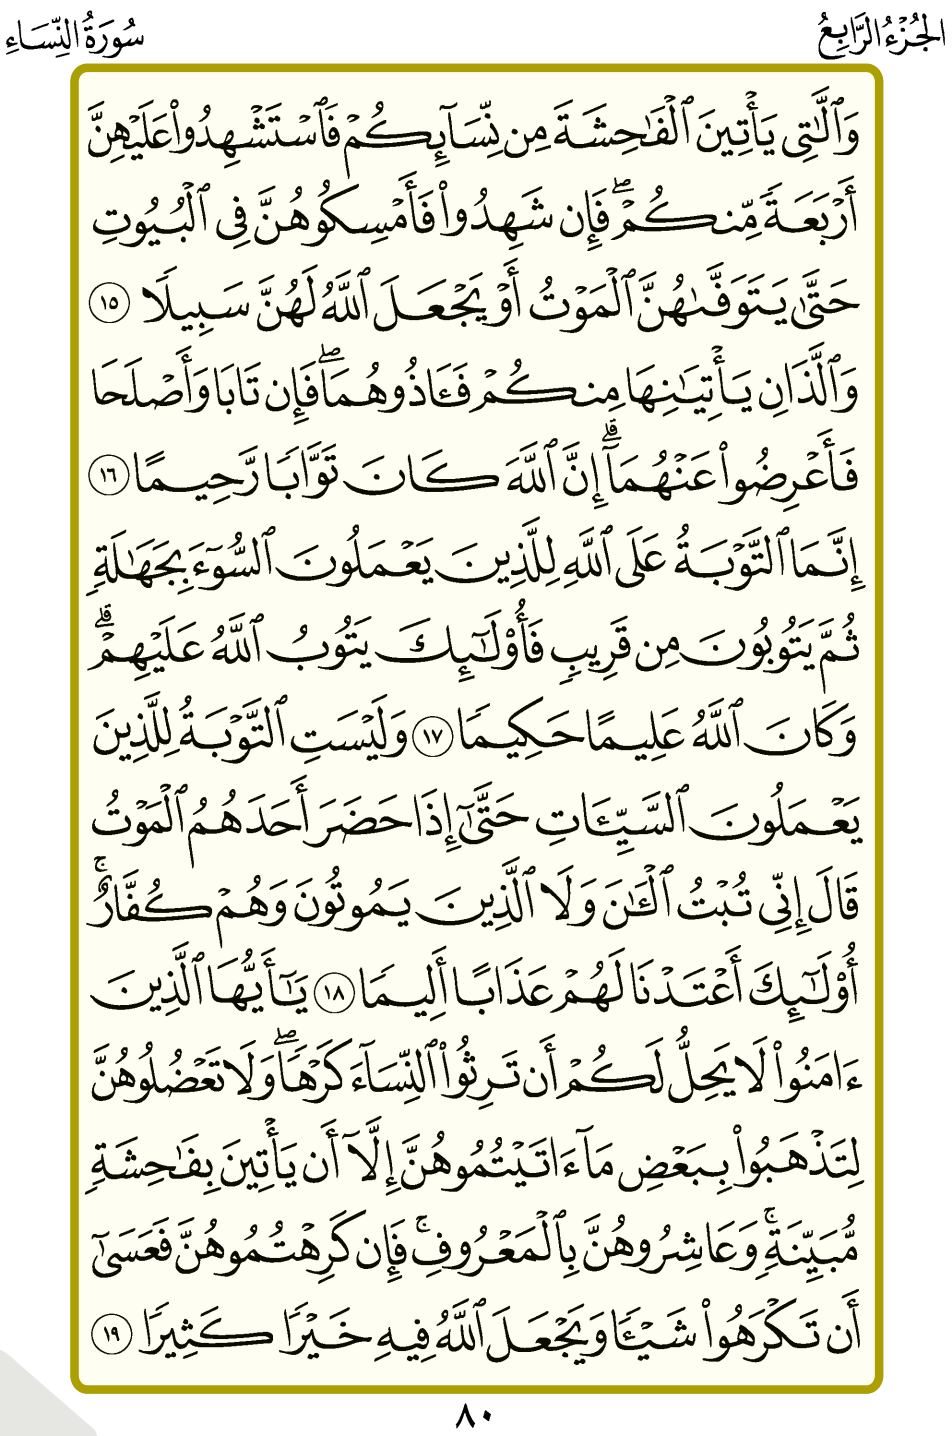 الجُزْءُ الرَّابِعُ
سُورَةُ النِّسَاءِ
وَٱلَّٰتِي يَأۡتِينَ ٱلۡفَٰحِشَةَ مِن نِّسَآئِكُمۡ فَٱسۡتَشۡهِدُواْ عَلَيۡهِنَّ
أَرۡبَعَةٗ مِّنكُمۡۖ فَإِن شَهِدُواْ فَأَمۡسِكُوهُنَّ فِي ٱلۡبُيُوتِ
حَتَّىٰ يَتَوَفَّىٰهُنَّ ٱلۡمَوۡتُ أَوۡ يَجۡعَلَ ٱللَّهُ لَهُنَّ سَبِيلٗا ١٥
وَٱلَّذَانِ يَأۡتِيَٰنِهَا مِنكُمۡ فَـَٔاذُوهُمَاۖ فَإِن تَابَا وَأَصۡلَحَا
فَأَعۡرِضُواْ عَنۡهُمَآۗ إِنَّ ٱللَّهَ كَانَ تَوَّابٗا رَّحِيمًا ١٦
إِنَّمَا ٱلتَّوۡبَةُ عَلَى ٱللَّهِ لِلَّذِينَ يَعۡمَلُونَ ٱلسُّوٓءَ بِجَهَٰلَةٖ
ثُمَّ يَتُوبُونَ مِن قَرِيبٖ فَأُوْلَٰٓئِكَ يَتُوبُ ٱللَّهُ عَلَيۡهِمۡۗ
وَكَانَ ٱللَّهُ عَلِيمًا حَكِيمٗا ١٧ وَلَيۡسَتِ ٱلتَّوۡبَةُ لِلَّذِينَ
يَعۡمَلُونَ ٱلسَّيِّـَٔاتِ حَتَّىٰٓ إِذَا حَضَرَ أَحَدَهُمُ ٱلۡمَوۡتُ
قَالَ إِنِّي تُبۡتُ ٱلۡـَٰٔنَ وَلَا ٱلَّذِينَ يَمُوتُونَ وَهُمۡ كُفَّارٌۚ
أُوْلَٰٓئِكَ أَعۡتَدۡنَا لَهُمۡ عَذَابًا أَلِيمٗا ١٨ يَٰٓأَيُّهَا ٱلَّذِينَ
ءَامَنُواْ لَا يَحِلُّ لَكُمۡ أَن تَرِثُواْ ٱلنِّسَآءَ كَرۡهٗاۖ وَلَا تَعۡضُلُوهُنَّ
لِتَذۡهَبُواْ بِبَعۡضِ مَآ ءَاتَيۡتُمُوهُنَّ إِلَّآ أَن يَأۡتِينَ بِفَٰحِشَةٖ
مُّبَيِّنَةٖۚ وَعَاشِرُوهُنَّ بِٱلۡمَعۡرُوفِۚ فَإِن كَرِهۡتُمُوهُنَّ فَعَسَىٰٓ
أَن تَكۡرَهُواْ شَيۡـٔٗا وَيَجۡعَلَ ٱللَّهُ فِيهِ خَيۡرٗا كَثِيرٗا ١٩
٨٠